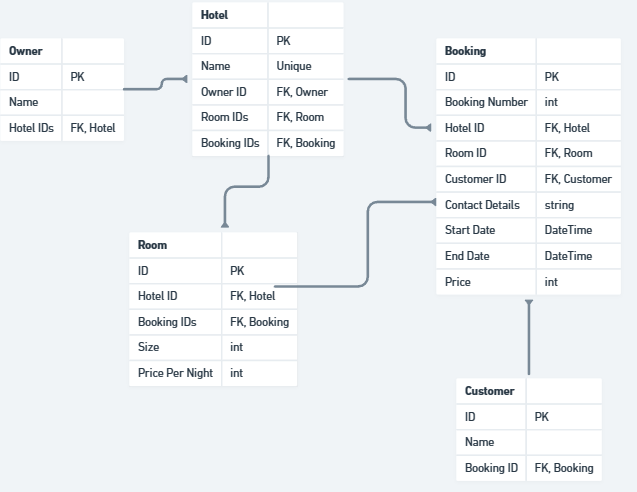 Owner
ID PK
Name
Hotel IDs FK, Hotel
Hotel
ID PK
Name Unique
Owner ID FK, Owner
Room IDs FK, Room
Booking IDs FK, Booking
Booking
ID PK
Booking Number int
Hotel ID FK, Hotel
Room ID FK, Room
Customer ID FK, Customer
Contact Details string
Start Date DateTime
End Date DateTime
Price int
Room
ID PK
Hotel ID FK, Hotel
Booking IDs FK, Booking
Size int
Price Per Night int
Customer
ID PK
Name
Booking ID FK, Booking